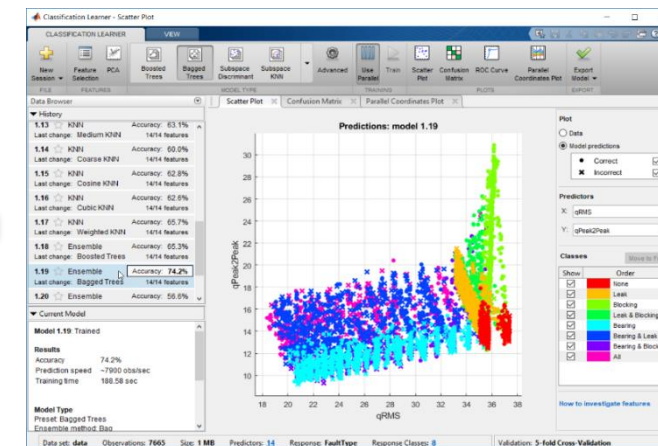 Classification Learner - Scatter Plot
CLASSIFICATION LEARNER VIEW
New Session Feature Selection PCA Boosted Trees Bagged Trees Subspace Discriminant Subspace KNN Advanced Use Parallel Train Scatter Plot Confusion Matrix ROC Curve Parallel Coordinates Plot Export Model
FILE FEATURES MODEL TYPE TRAINING PLOTS EXPORT
Data Browser
Scatter Plot Confusion Matrix Parallel Coordinates Plot
History
1.13 KNN Accuracy: 63.1%
Last change: Medium KNN 14/14 features
1.14 KNN Accuracy: 60.0%
Last change: Coarse KNN 14/14 features
1.15 KNN Accuracy: 62.8%
Last change: Cosine KNN 14/14 features
1.16 KNN Accuracy: 62.6%
Last change: Cubic KNN 14/14 features
1.17 KNN Accuracy: 65.7%
Last change: Weighted KNN 14/14 features
1.18 Ensemble Accuracy: 65.3%
Last change: Boosted Trees 14/14 features
1.19 Ensemble Accuracy: 74.2%
Last change: Bagged Trees 14/14 features
1.20 Ensemble Accuracy: 56.6%
Current Model
Model 1.19: Trained
Results
Accuracy 74.2%
Prediction speed ~7900 obs/sec
Training time 188.58 sec
Model Type
Preset: Bagged Trees
Ensemble method: Bag
Predictions: model 1.19
qPeak2Peak
30
28
26
24
22
20
18
16
14
12
10
18 20 22 24 26 28 30 32 34 36 38
qRMS
Plot
Data
Model predictions
Correct
Incorrect
Predictors
X: qRMS
Y: qPeak2Peak
Classes
Show Order
None
Leak
Blocking
Leak & Blocking
Bearing
Bearing & Leak
Bearing & Block
All
How to investigate features
Data set: data Observations: 7665 Size: 1 MB Predictors: 14 Response: FaultType Response Classes: 8 Validation: 5-fold Cross-Validation